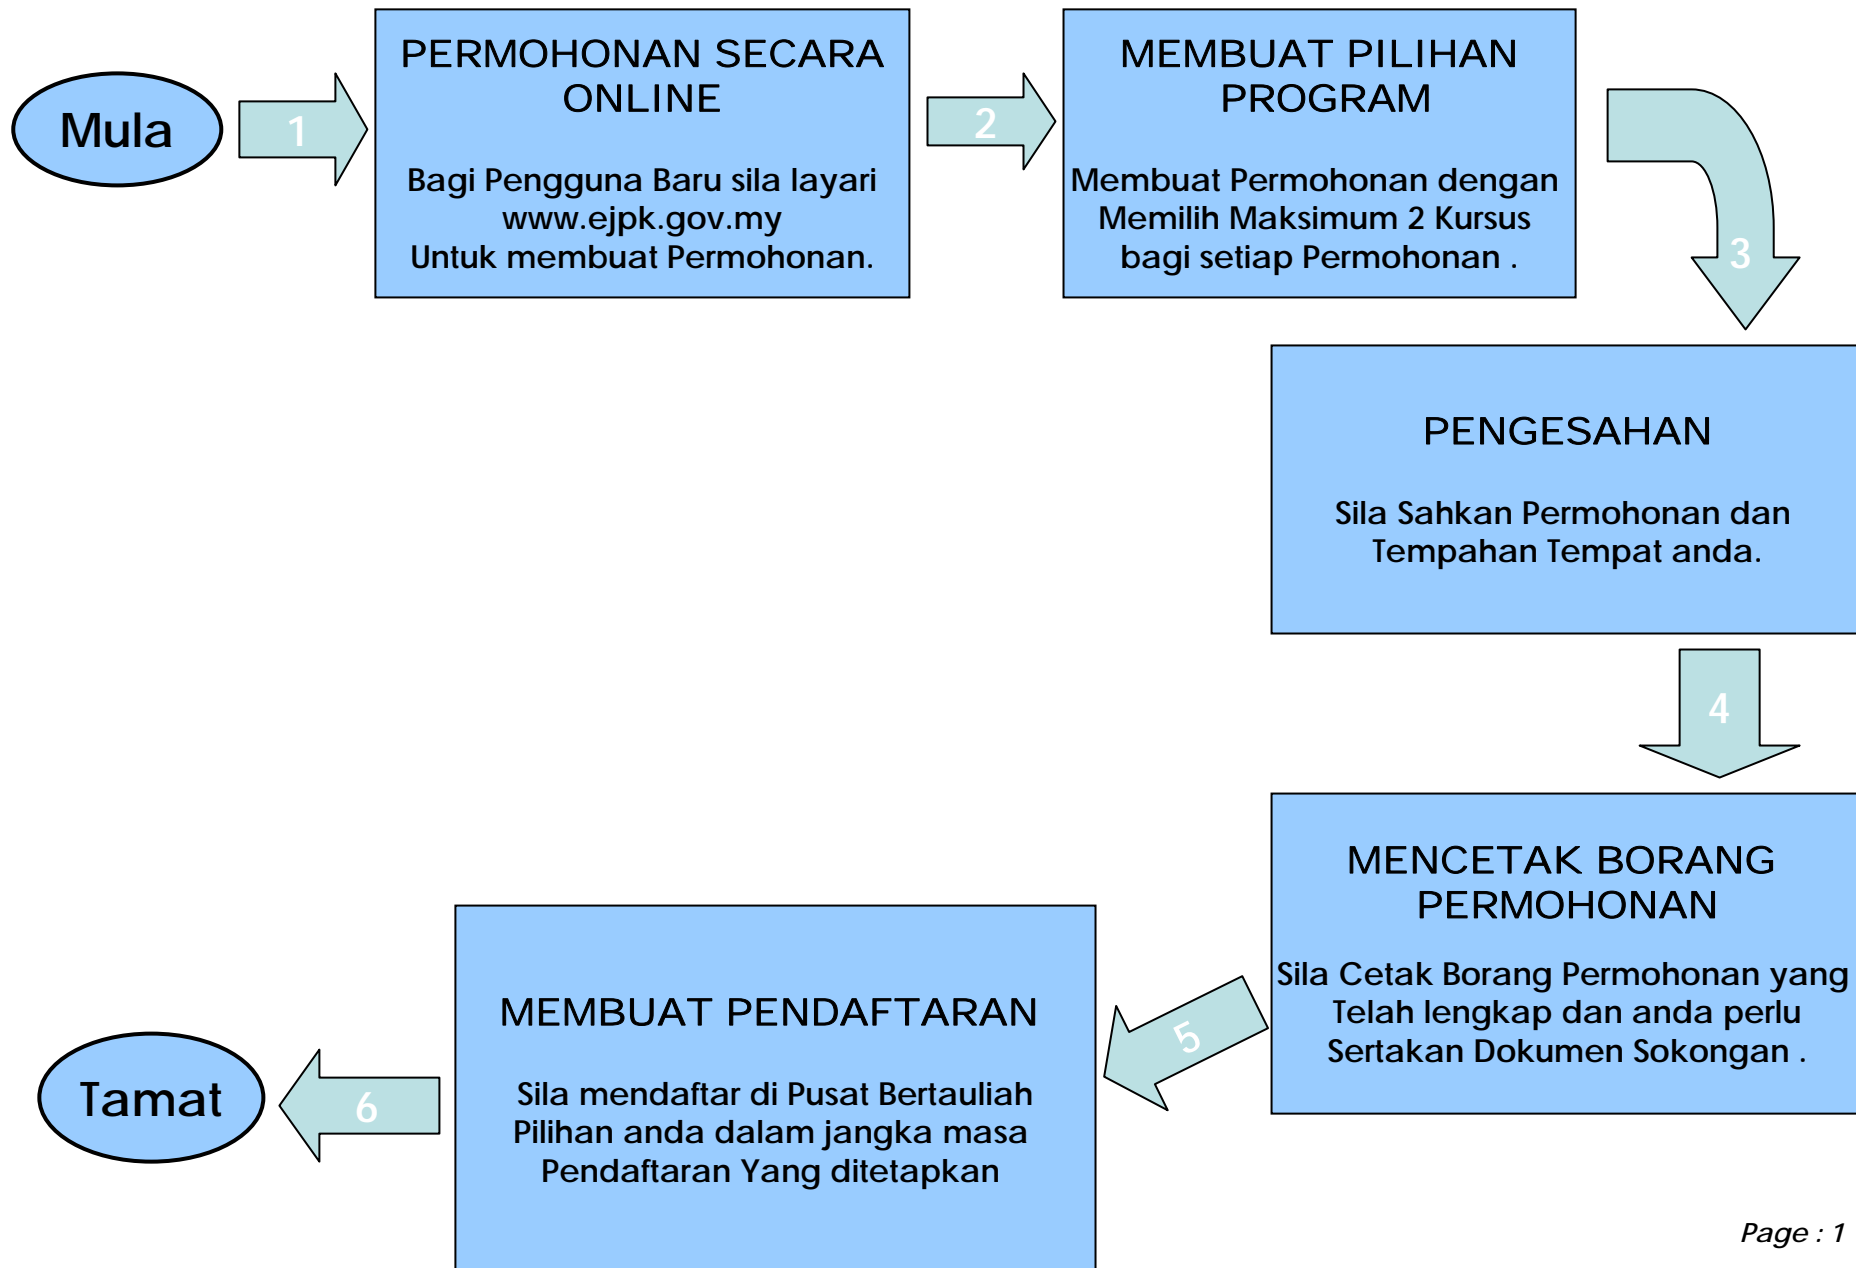 Mula
1
PERMOHONAN SECARA
ONLINE
Bagi Pengguna Baru sila layari
www.ejpk.gov.my
Untuk membuat Permohonan.
2
MEMBUAT PILIHAN
PROGRAM
Membuat Permohonan dengan
Memilih Maksimum 2 Kursus
bagi setiap Permohonan .
3
PENGESAHAN
Sila Sahkan Permohonan dan
Tempahan Tempat anda.
4
MENCETAK BORANG
PERMOHONAN
Sila Cetak Borang Permohonan yang
Telah lengkap dan anda perlu
Sertakan Dokumen Sokongan .
5
MEMBUAT PENDAFTARAN
Sila mendaftar di Pusat Bertauliah
Pilihan anda dalam jangka masa
Pendaftaran Yang ditetapkan
6
Tamat
Page : 1